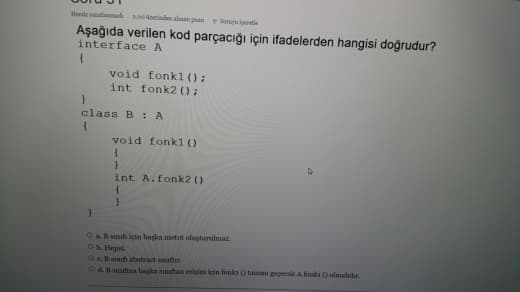 Henüz yanıtlanmadı 2,00 üzerinden alınan puan Soruyu işaretle
Aşağıda verilen kod parçacığı için ifadelerden hangisi doğrudur?
interface A
{
void fonk1();
int fonk2();
}
class B : A
{
void fonk1()
{
}
int A.fonk2()
{
}
}
a. B sınıfı için başka metot oluşturulmaz.
b. Hepsi.
c. B sınıfı abstract sınıftır.
d. B sınıfına başka sınıftan erişim için fonk1 () tanımı geçersiz A.fonk1 () olmalıdır.